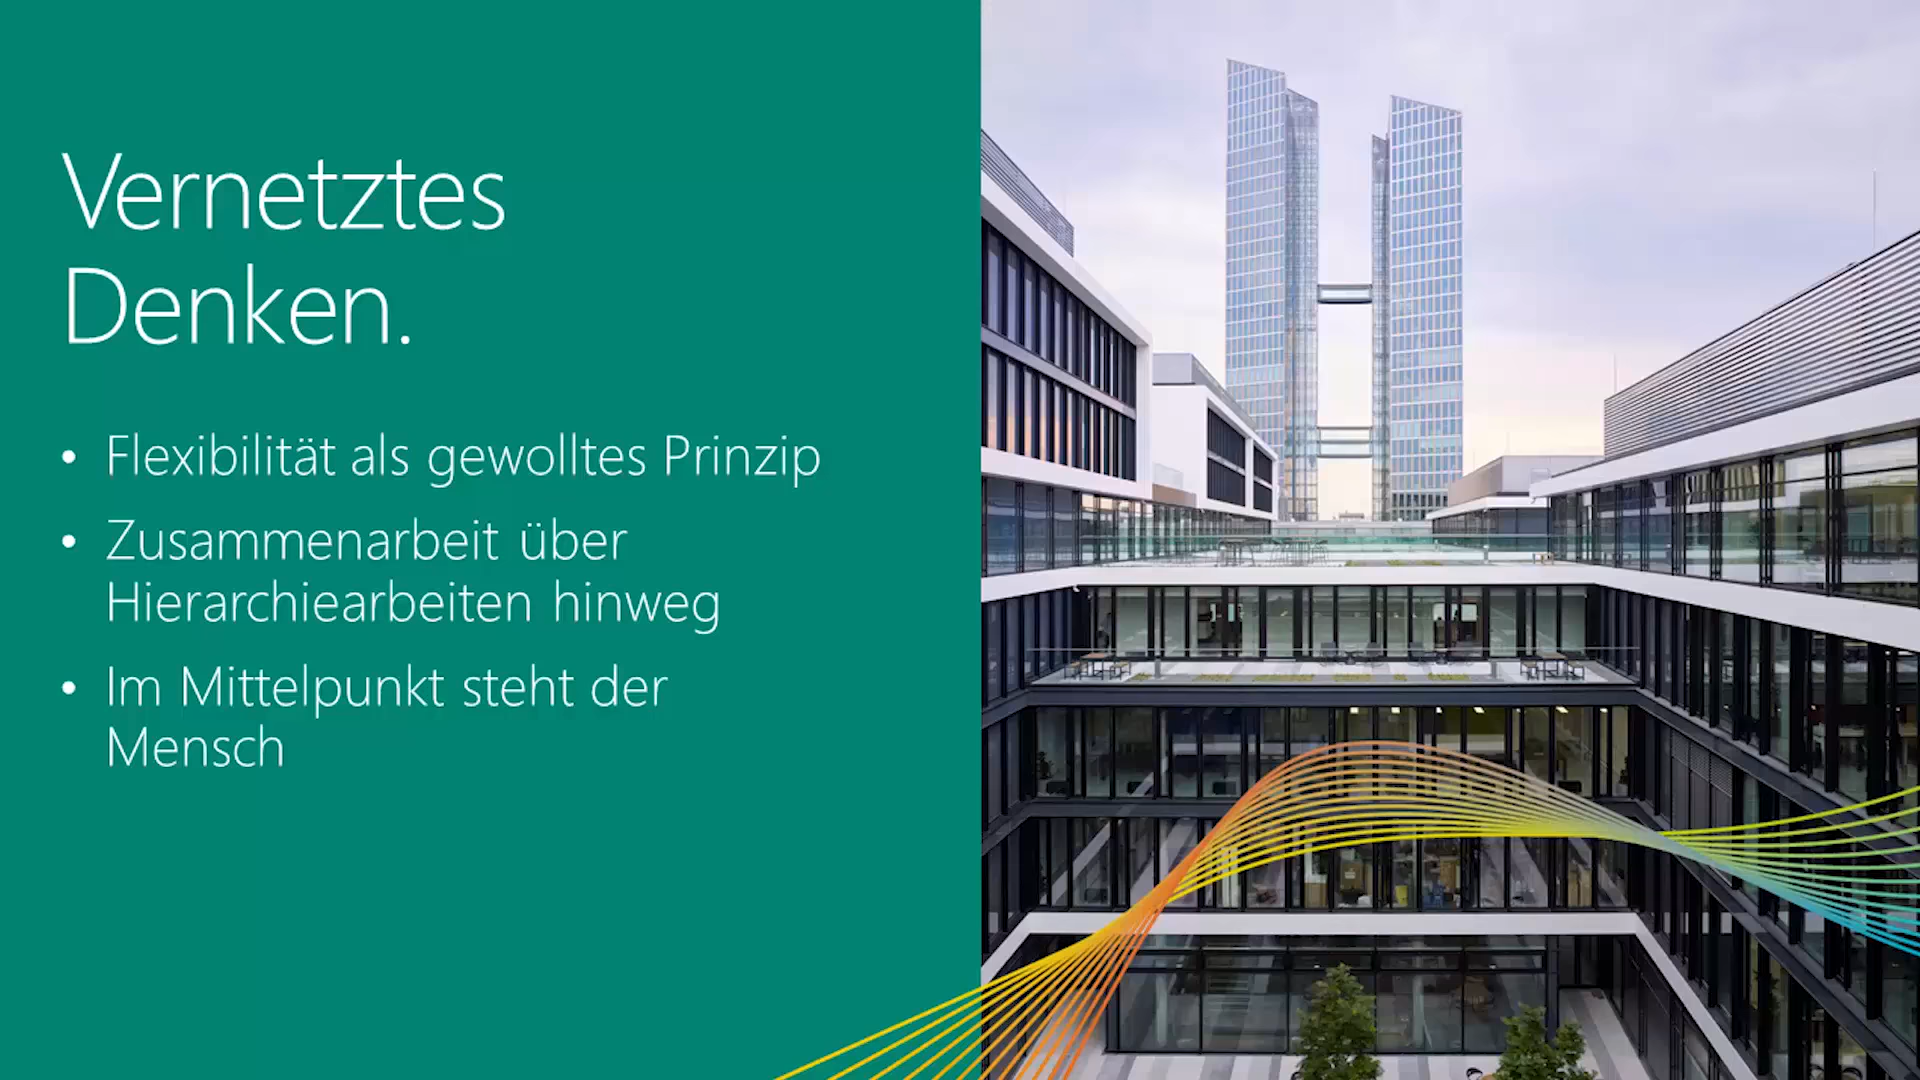 Vernetztes
Denken.
• Flexibilität als gewolltes Prinzip
• Zusammenarbeit über
Hierarchiearbeiten hinweg
• Im Mittelpunkt steht der
Mensch